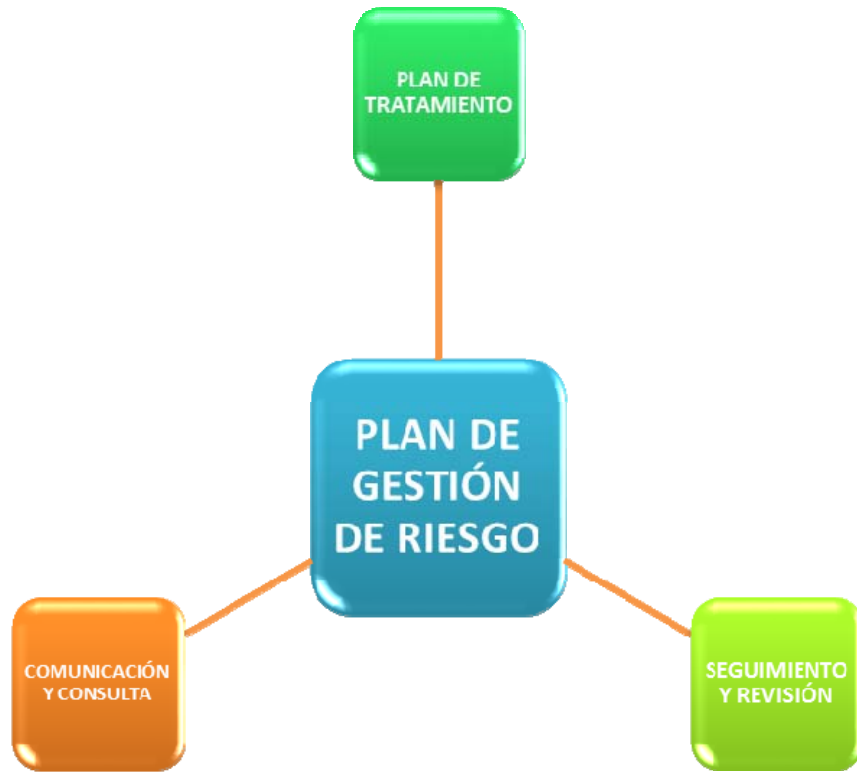 PLAN DE
TRATAMIENTO
PLAN DE
GESTIÓN
DE RIESGO
COMUNICACIÓN
Y CONSULTA
SEGUIMIENTO
Y REVISIÓN